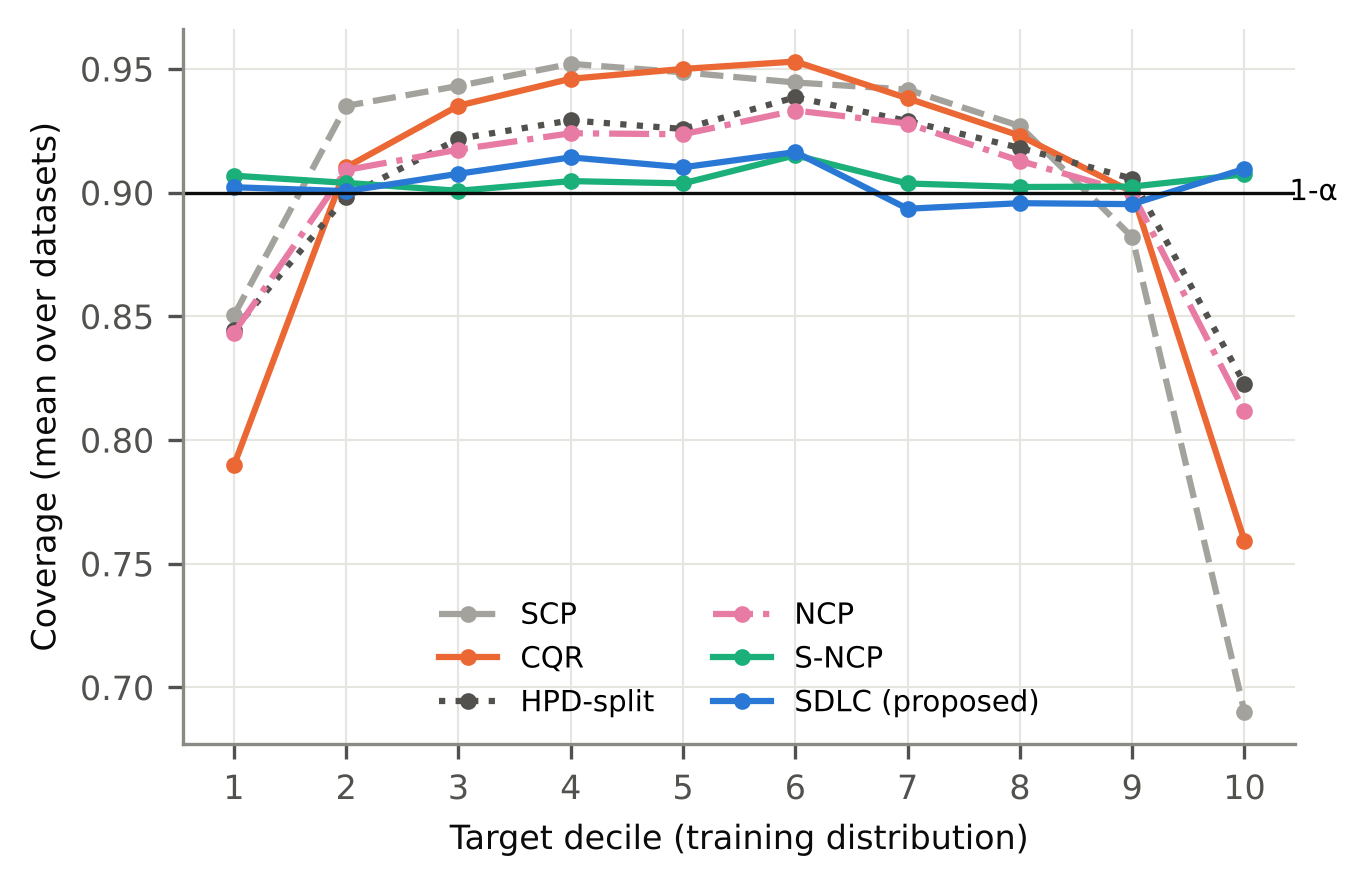 0.95
0.90
0.85
0.80
0.75
0.70
Coverage (mean over datasets)
1-α
SCP
CQR
HPD-split
NCP
S-NCP
SDLC (proposed)
1 2 3 4 5 6 7 8 9 10
Target decile (training distribution)